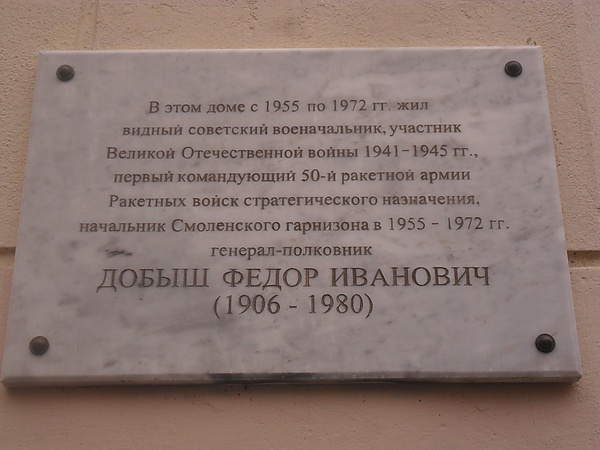 В этом доме с 1955 по 1972 гг. жил
видный советский военачальник, участник
Великой Отечественной войны 1941-1945 гг.,
первый командующий 50-й ракетной армии
Ракетных войск стратегического назначения,
начальник Смоленского гарнизона в 1955 - 1972 гг.
генерал-полковник
ДОБЫШ ФЕДОР ИВАНОВИЧ
(1906 - 1980)